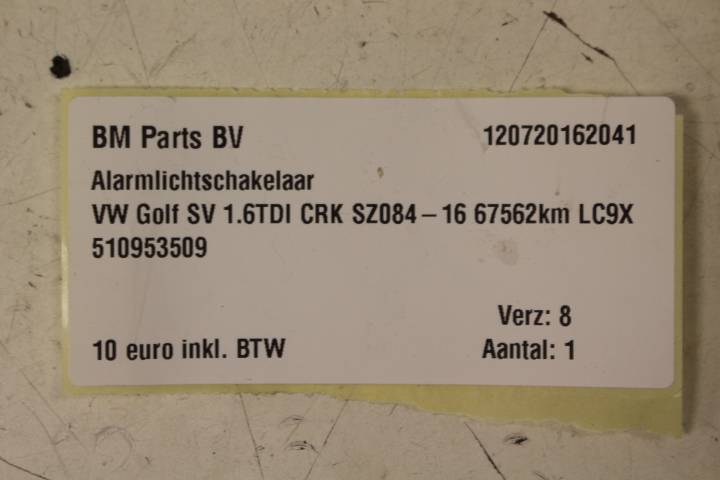 BM Parts BV 120720162041
Alarmlichtschakelaar
VW Golf SV 1.6TDI CRK SZ084-16 67562km LC9X
510953509
Verz: 8
10 euro inkl. BTW Aantal: 1